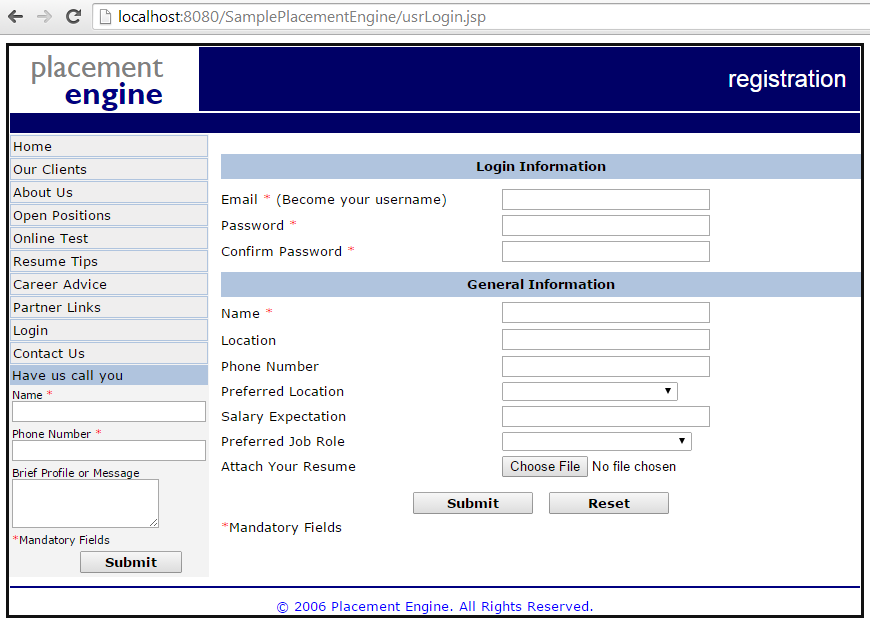 localhost:8080/SamplePlacementEngine/usrLogin.jsp
placement
engine
registration
Home
Our Clients
About Us
Open Positions
Online Test
Resume Tips
Career Advice
Partner Links
Login
Contact Us
Have us call you
Name *
Phone Number *
Brief Profile or Message
*Mandatory Fields
Submit
Login Information
Email * (Become your username)
Password *
Confirm Password *
General Information
Name *
Location
Phone Number
Preferred Location
Salary Expectation
Preferred Job Role
Attach Your Resume Choose File No file chosen
Submit Reset
*Mandatory Fields
© 2006 Placement Engine. All Rights Reserved.